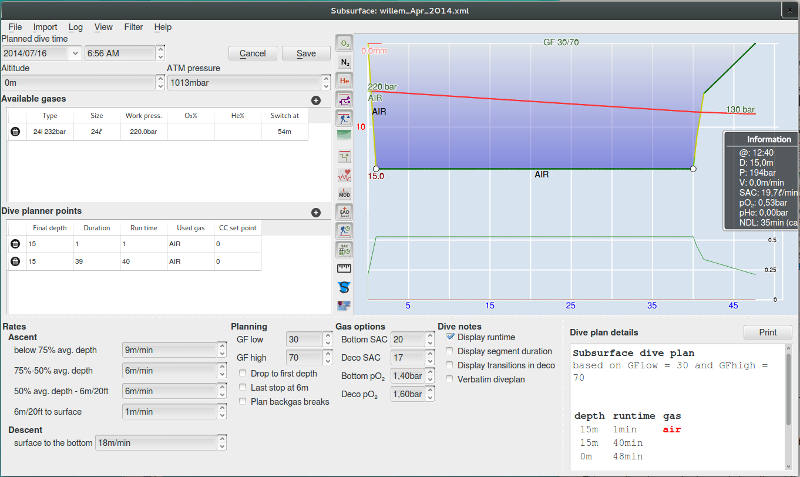 Subsurface: willem_Apr_2014.xml
File Import Log View Filter Help
Planned dive time
2014/07/16 6:56 AM Cancel Save
Altitude ATM pressure
0m 1013mbar
Available gases
Type Size Work press. O₂% He% Switch at
24ℓ 232bar 24ℓ 220.0bar 54m
Dive planner points
Final depth Duration Run time Used gas CC set point
15 1 1 AIR 0
15 39 40 AIR 0
O₂
N₂
He
MOD
GF 30/70
0.0mm
220 bar
AIR
AIR
130 bar
10
15.0
AIR
Information
@: 12:40
D: 15,0m
P: 194bar
V: 0,0m/min
SAC: 19,7ℓ/min
pO₂: 0,53bar
pHe: 0,00bar
NDL: 35min (ca
0.5
0.25
0
5 15 25 35 45
Rates
Ascent
below 75% avg. depth 9m/min
75%-50% avg. depth 6m/min
50% avg. depth - 6m/20ft 6m/min
6m/20ft to surface 1m/min
Descent
surface to the bottom 18m/min
Planning
GF low 30
GF high 70
Drop to first depth
Last stop at 6m
Plan backgas breaks
Gas options
Bottom SAC 20
Deco SAC 17
Bottom pO₂ 1,40bar
Deco pO₂ 1,60bar
Dive notes
Display runtime
Display segment duration
Display transitions in deco
Verbatim diveplan
Dive plan details Print
Subsurface dive plan
based on GFlow = 30 and GFhigh =
70
depth runtime gas
15m 1min air
15m 40min
0m 48min